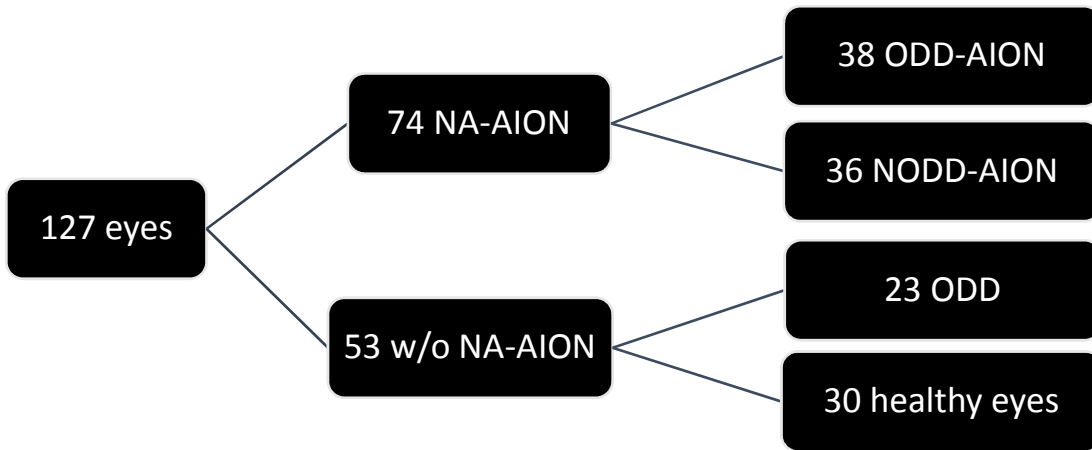 127 eyes
74 NA-AION
38 ODD-AION
36 NODD-AION
53 w/o NA-AION
23 ODD
30 healthy eyes